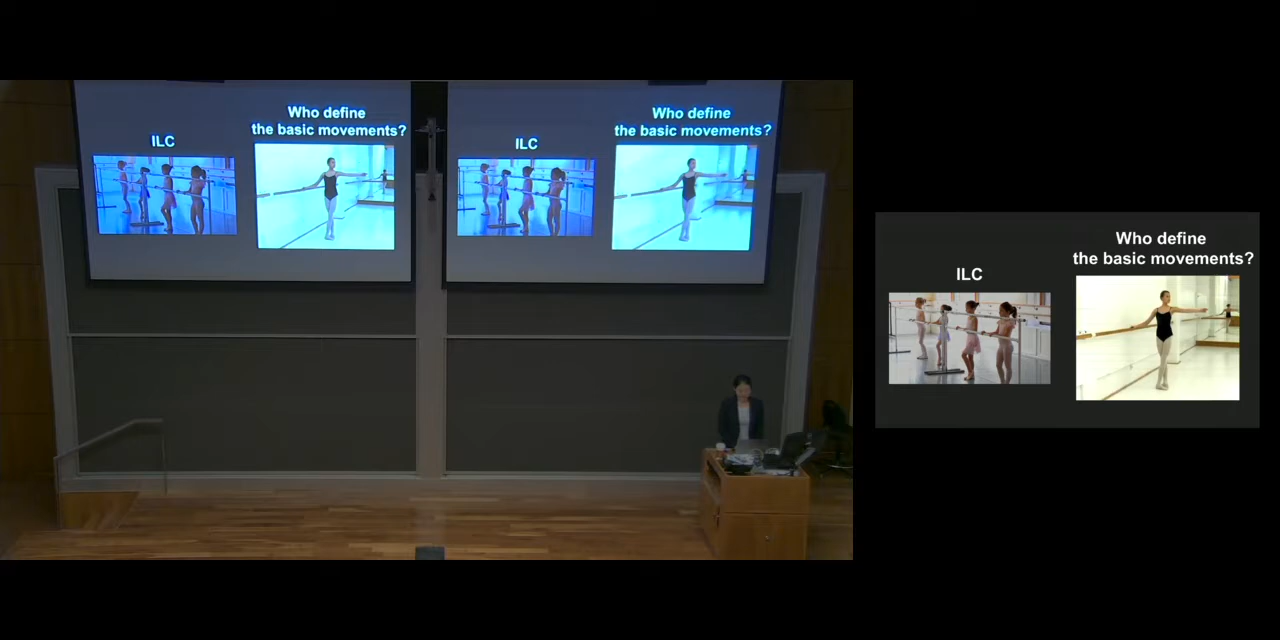 ILC
Who define
the basic movements?
ILC
Who define
the basic movements?
ILC
Who define
the basic movements?